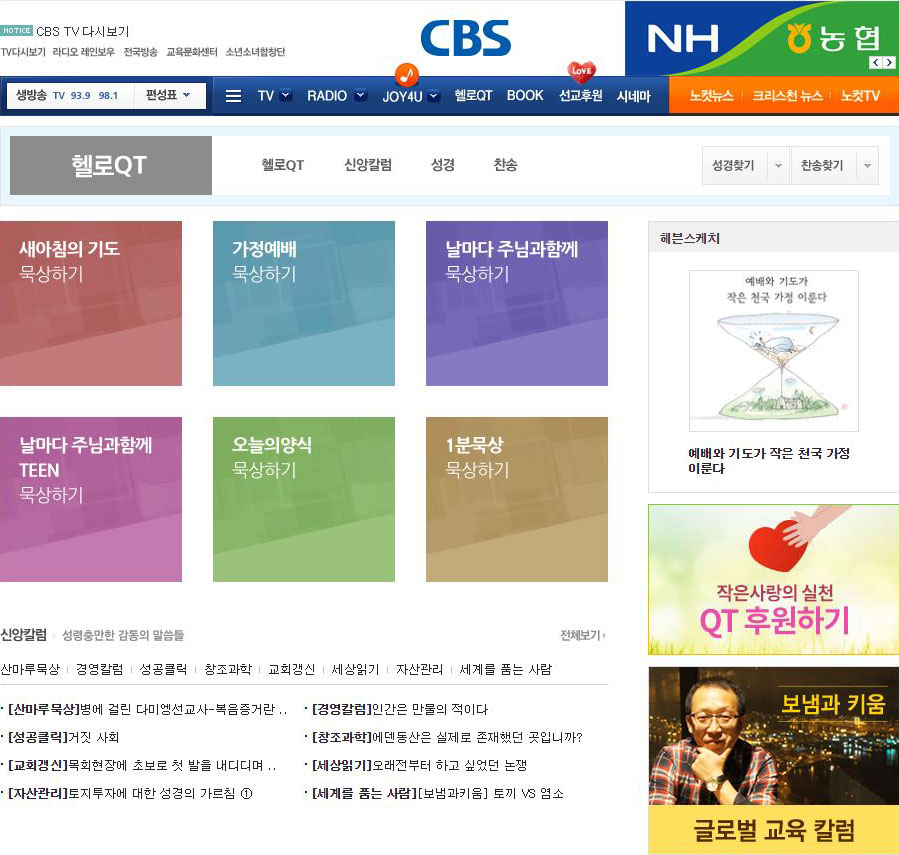 NOTICE CBS TV 다시보기
TV다시보기 라디오 레인보우 전국방송 교육문화센터 소년소녀합창단
CBS
NH 농협
생방송 TV 93.9 98.1 편성표
TV RADIO JOY4U 헬로QT BOOK LOVE 선교후원 시네마
노컷뉴스 크리스천 뉴스 노컷TV
헬로QT
헬로QT 신앙칼럼 성경 찬송
성경찾기 찬송찾기
새아침의 기도
묵상하기
가정예배
묵상하기
날마다 주님과함께
묵상하기
날마다 주님과함께
TEEN
묵상하기
오늘의양식
묵상하기
1분묵상
묵상하기
헤븐스케치
예배와 기도가
작은 천국 가정 이룬다
예배와 기도가 작은 천국 가정
이룬다
작은사랑의 실천
QT 후원하기
보냄과 키움
글로벌 교육 칼럼
신앙칼럼 성령충만한 감동의 말씀들 전체보기
산마루묵상 경영칼럼 성공클릭 창조과학 교회갱신 세상읽기 자산관리 세계를 품는 사람
· [산마루묵상]병에 걸린 다미엥선교사-복음증거란 ..
· [경영칼럼]인간은 만물의 적이다
· [성공클릭]거짓 사회
· [창조과학]에덴동산은 실제로 존재했던 곳입니까?
· [교회갱신]목회현장에 초보로 첫 발을 내디디며 ..
· [세상읽기]오래전부터 하고 싶었던 논쟁
· [자산관리]토지투자에 대한 성경의 가르침 ①
· [세계를 품는 사람][보냄과키움] 토끼 VS 염소